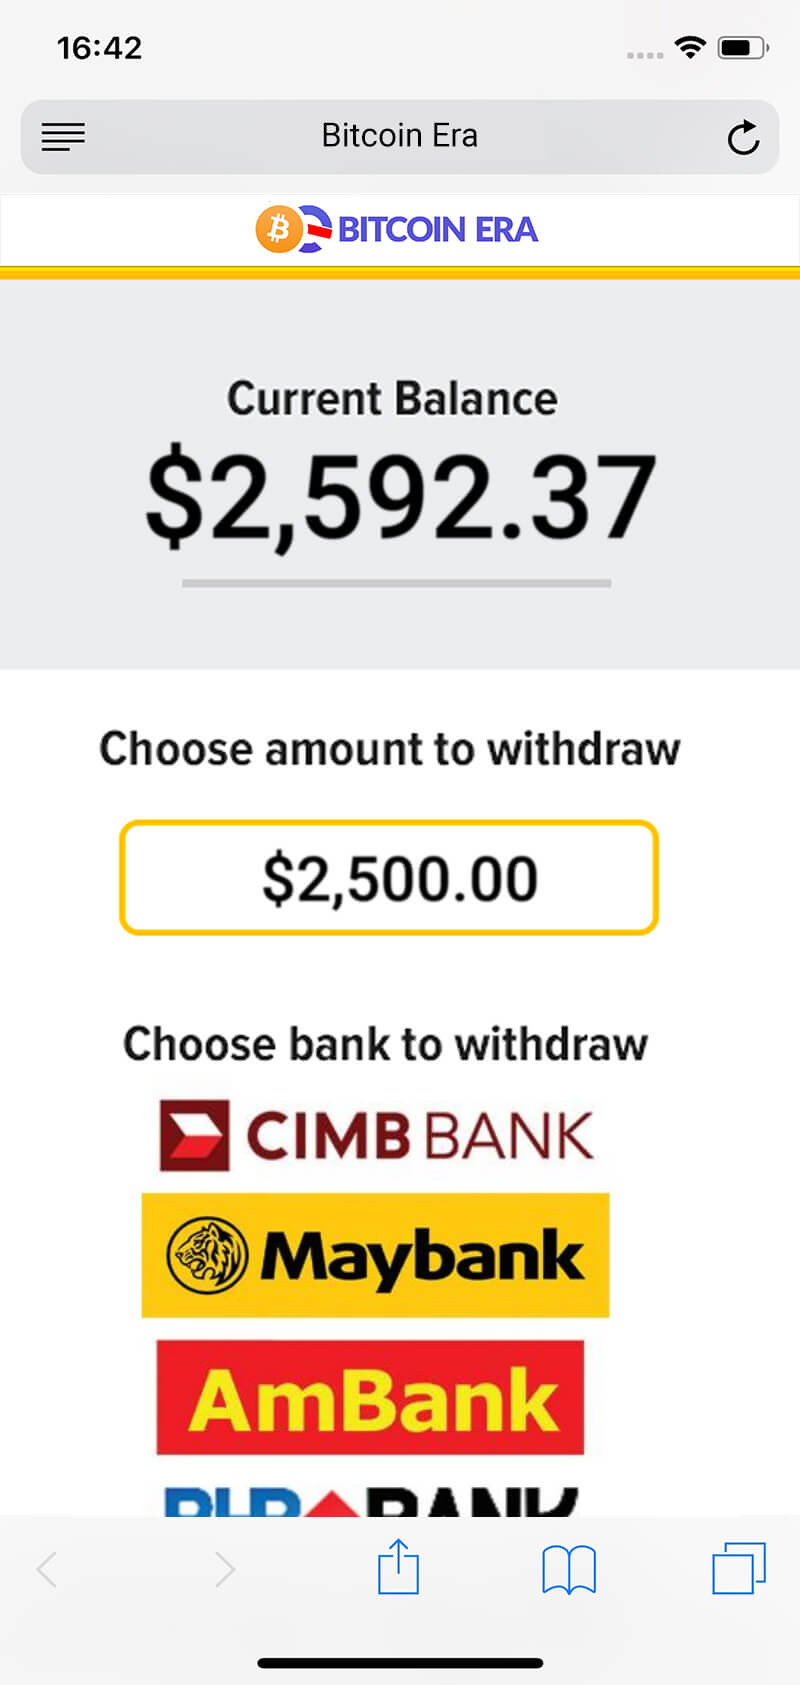 16:42
Bitcoin Era
BITCOIN ERA
Current Balance
$2,592.37
Choose amount to withdraw
$2,500.00
Choose bank to withdraw
CIMB BANK
Maybank
AmBank
BANK